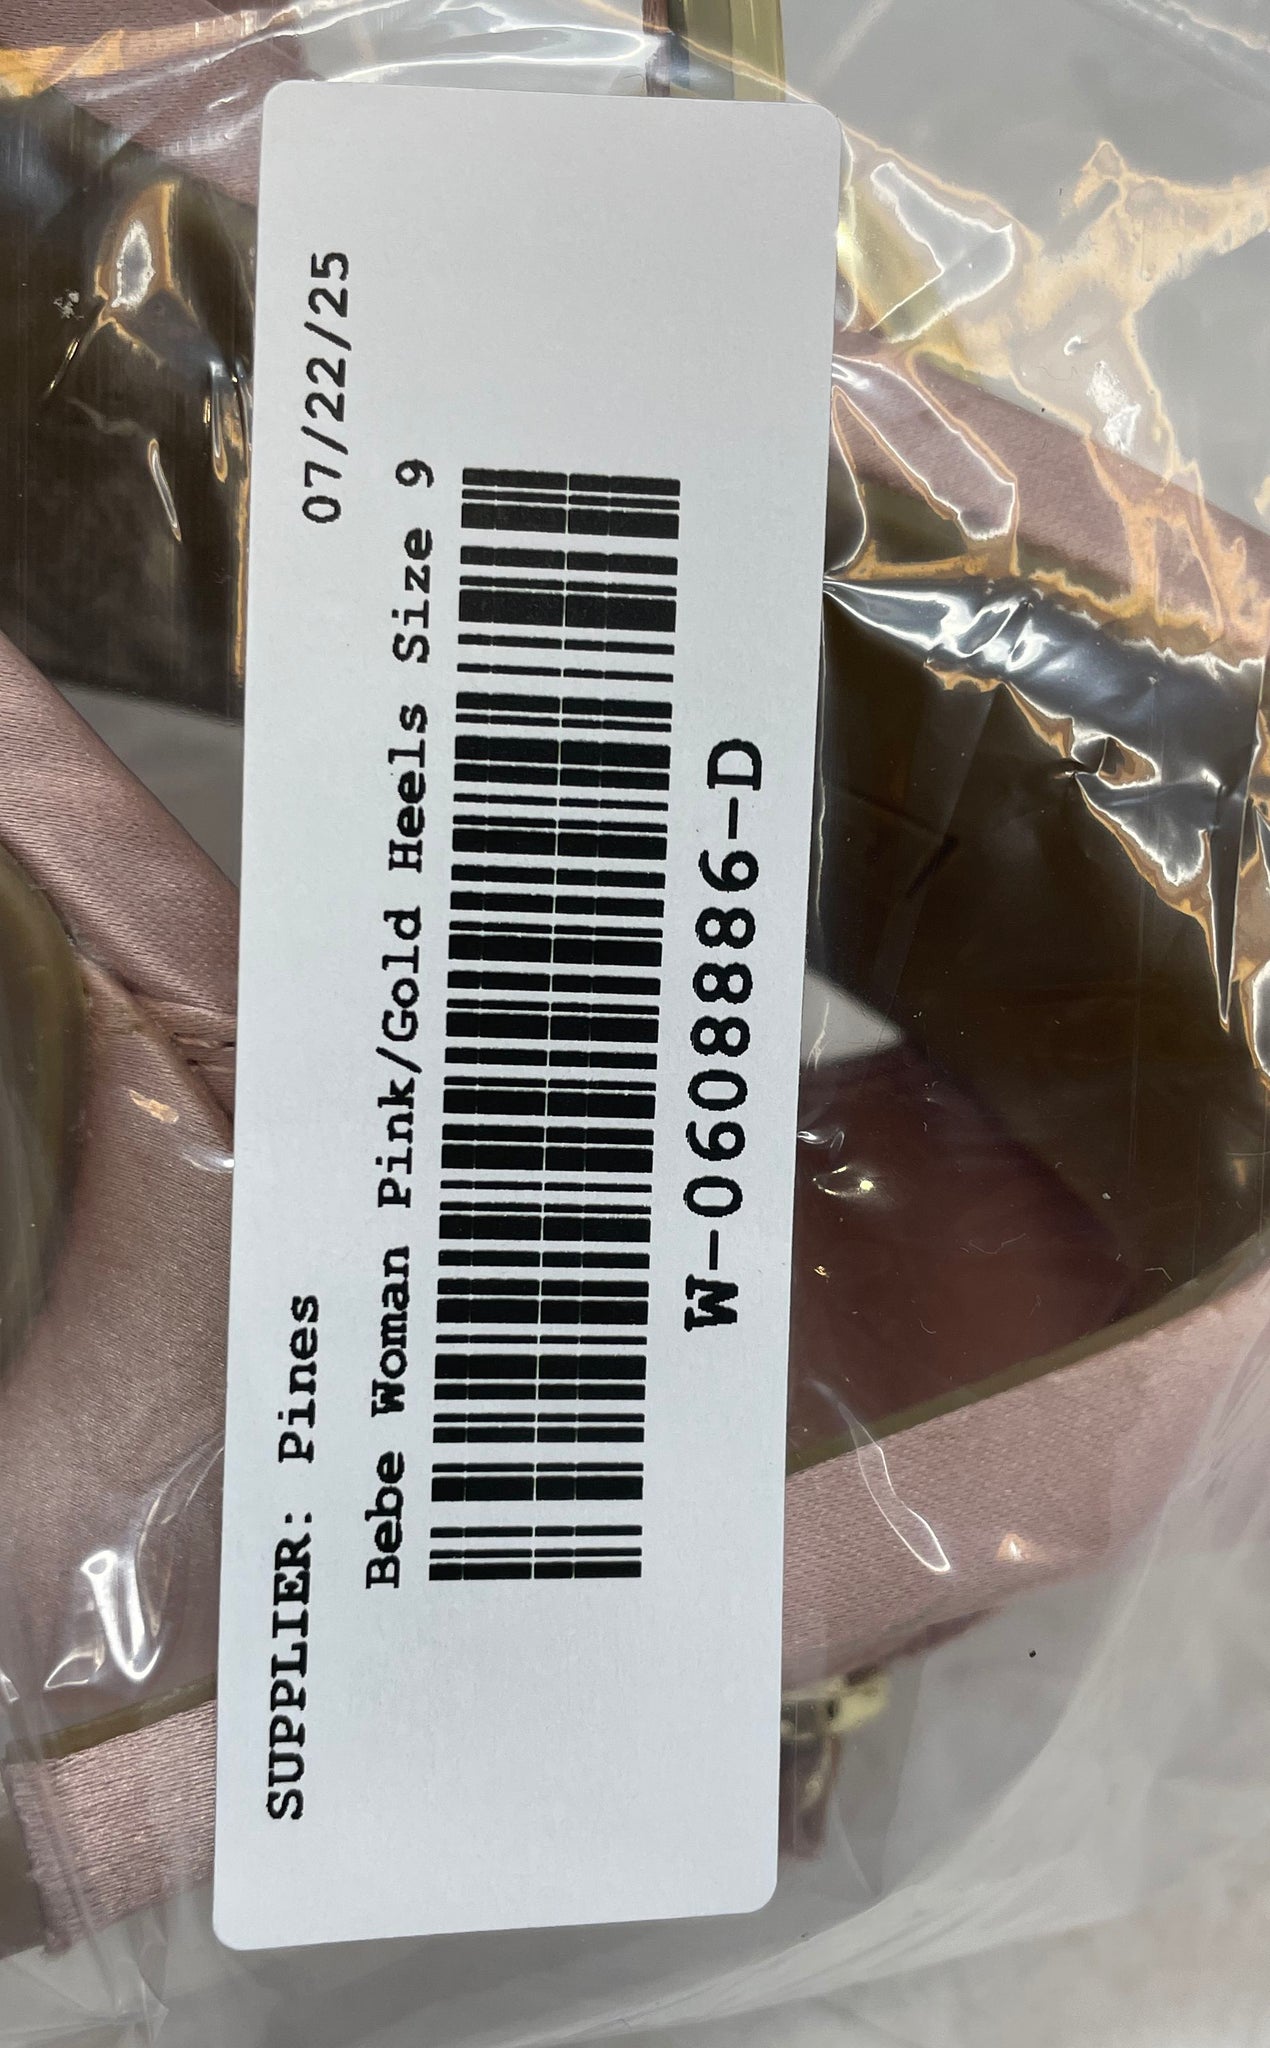 SUPPLIER: Pines 07/22/25
Bebe Woman Pink/Gold Heels Size 9
W-0608886-D